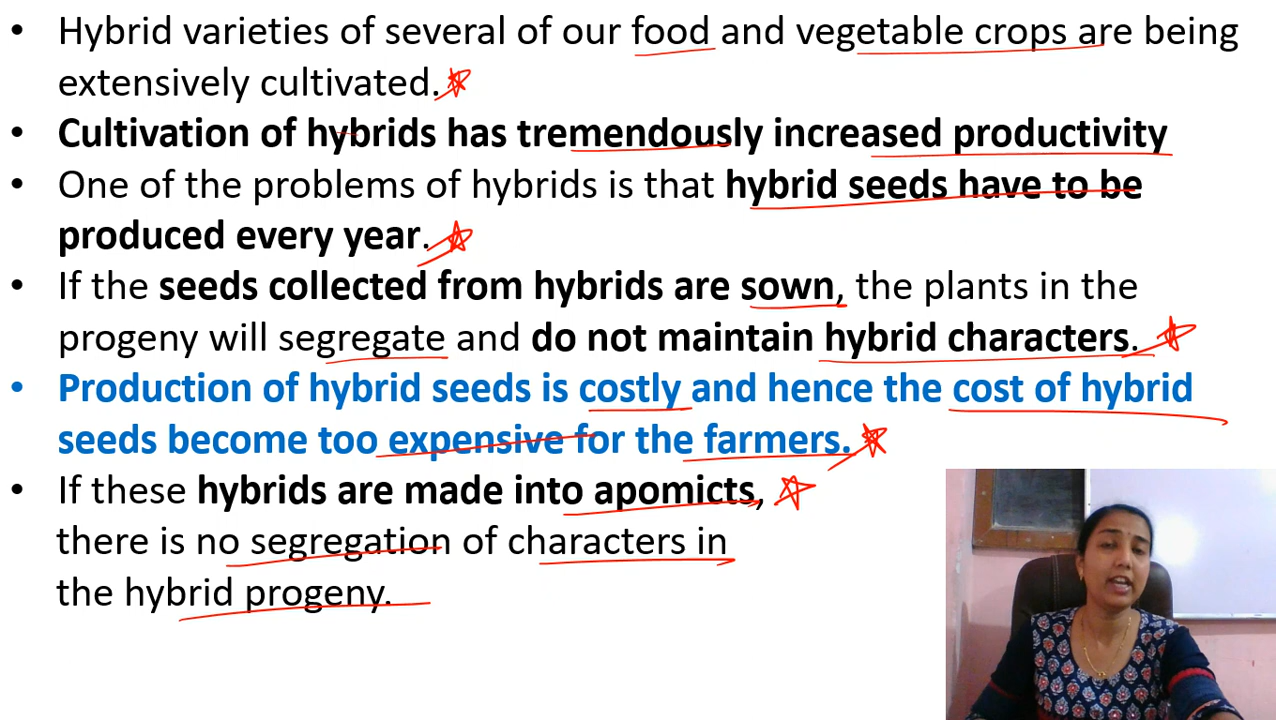 • Hybrid varieties of several of our food and vegetable crops are being
extensively cultivated.
• Cultivation of hybrids has tremendously increased productivity
• One of the problems of hybrids is that hybrid seeds have to be
produced every year.
• If the seeds collected from hybrids are sown, the plants in the
progeny will segregate and do not maintain hybrid characters.
• Production of hybrid seeds is costly and hence the cost of hybrid
seeds become too expensive for the farmers.
• If these hybrids are made into apomicts,
there is no segregation of characters in
the hybrid progeny.